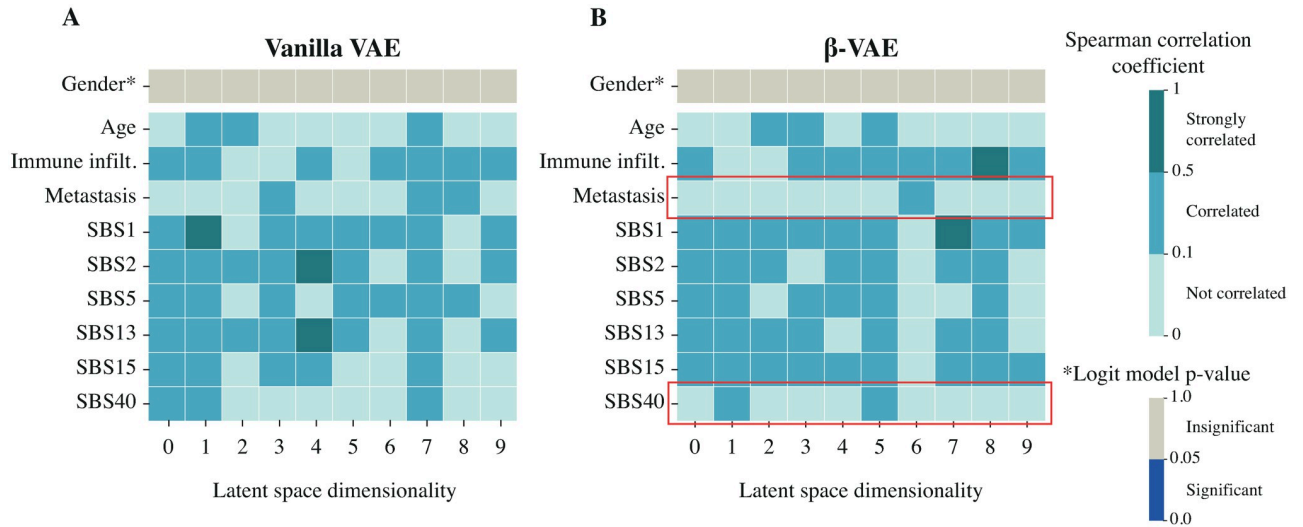 A
Vanilla VAE
Gender*
Age
Immune infilt.
Metastasis
SBS1
SBS2
SBS5
SBS13
SBS15
SBS40
0 1 2 3 4 5 6 7 8 9
Latent space dimensionality
B
β-VAE
Gender*
Age
Immune infilt.
Metastasis
SBS1
SBS2
SBS5
SBS13
SBS15
SBS40
0 1 2 3 4 5 6 7 8 9
Latent space dimensionality
Spearman correlation
coefficient
1
Strongly
correlated
0.5
Correlated
0.1
Not correlated
0
*Logit model p-value
1.0
Insignificant
0.05
Significant
0.0